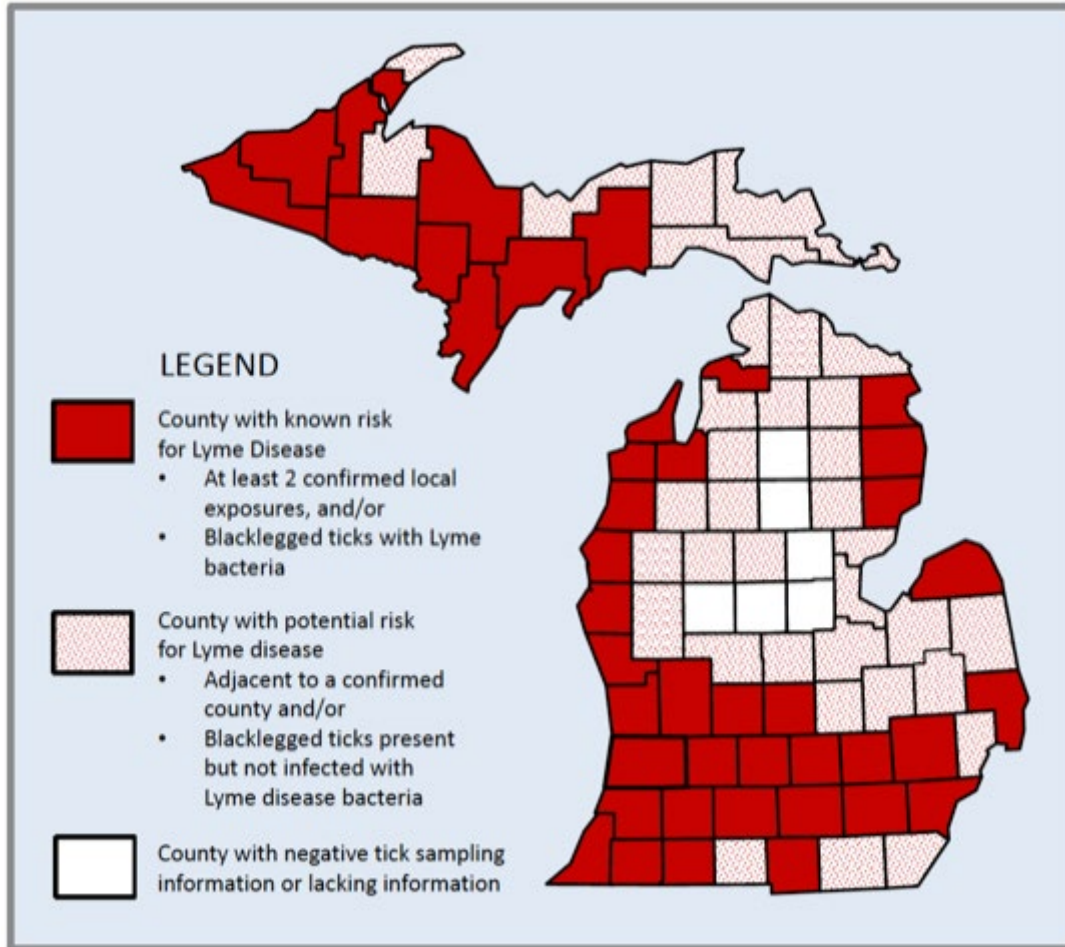 LEGEND
County with known risk
for Lyme Disease
• At least 2 confirmed local
exposures, and/or
• Blacklegged ticks with Lyme
bacteria
County with potential risk
for Lyme disease
• Adjacent to a confirmed
county and/or
• Blacklegged ticks present
but not infected with
Lyme disease bacteria
County with negative tick sampling
information or lacking information